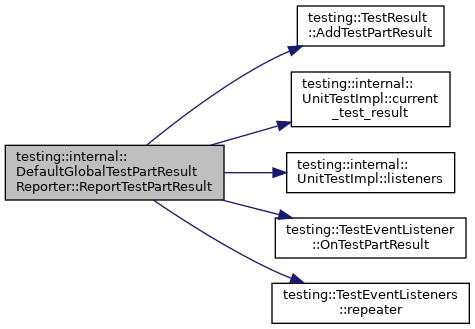 testing::TestResult
::AddTestPartResult
testing::internal::
UnitTestImpl::current
_test_result
testing::internal::
DefaultGlobalTestPartResult
Reporter::ReportTestPartResult
testing::internal::
UnitTestImpl::listeners
testing::TestEventListener
::OnTestPartResult
testing::TestEventListeners
::repeater